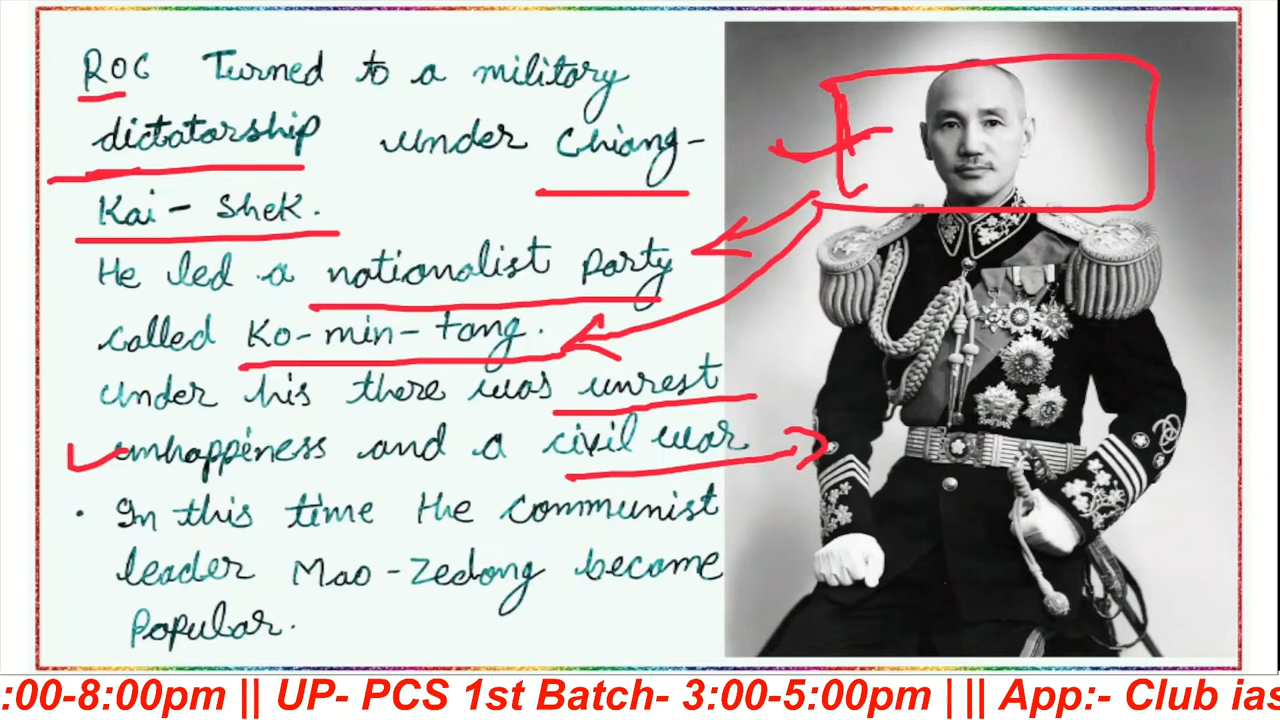 ROC Turned to a military
dictatorship under Chiang-
Kai- Shek.
He led a nationalist party
called Ko-min-tang.
Under his there was unrest
unhappiness and a civil war
· In this time the communist
leader Mao-Zedong became
Popular.
:00-8:00pm || UP- PCS 1st Batch- 3:00-5:00pm | || App:- Club ias